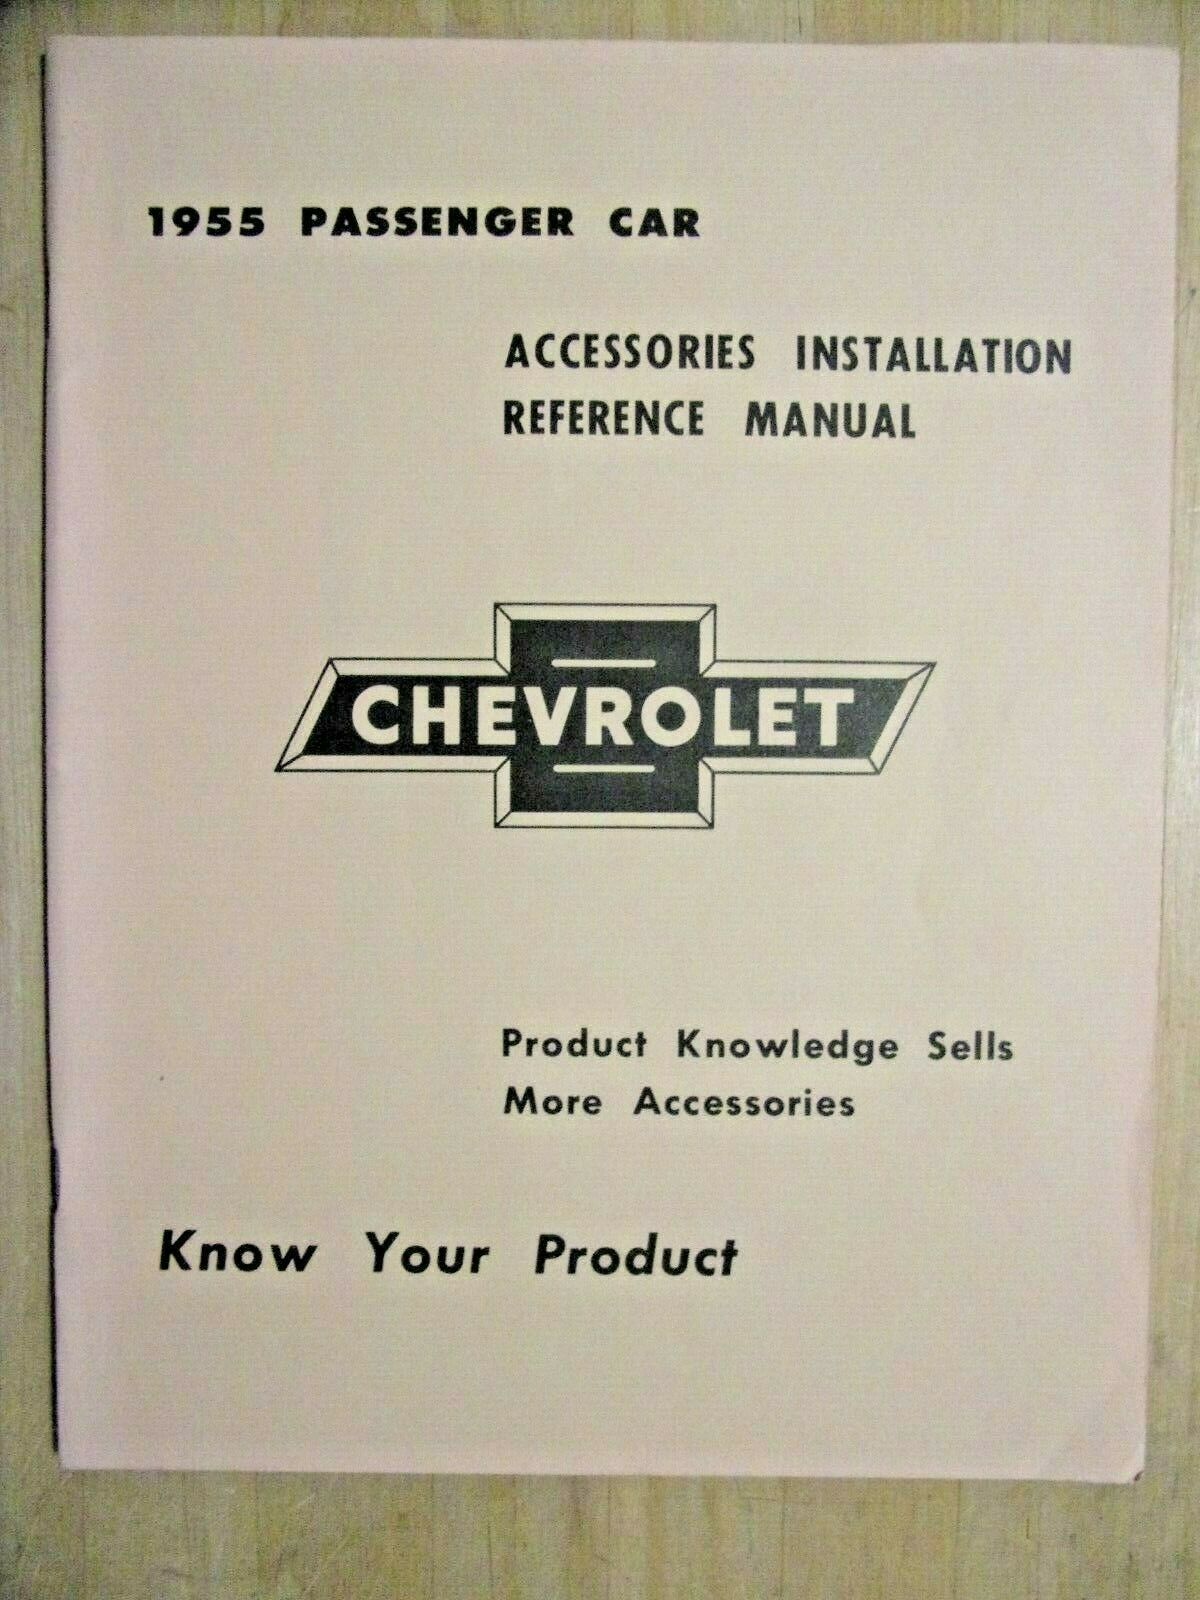 1955 PASSENGER CAR
ACCESSORIES INSTALLATION
REFERENCE MANUAL
CHEVROLET
Product Knowledge Sells
More Accessories
Know Your Product